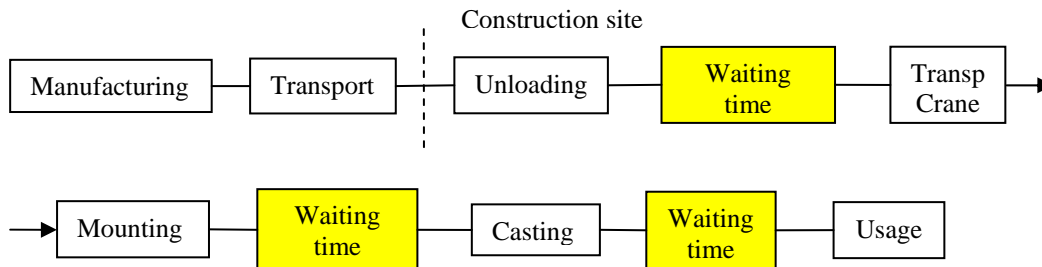 Construction site
Manufacturing
Transport
Unloading
Waiting
time
Transp
Crane
Mounting
Waiting
time
Casting
Waiting
time
Usage